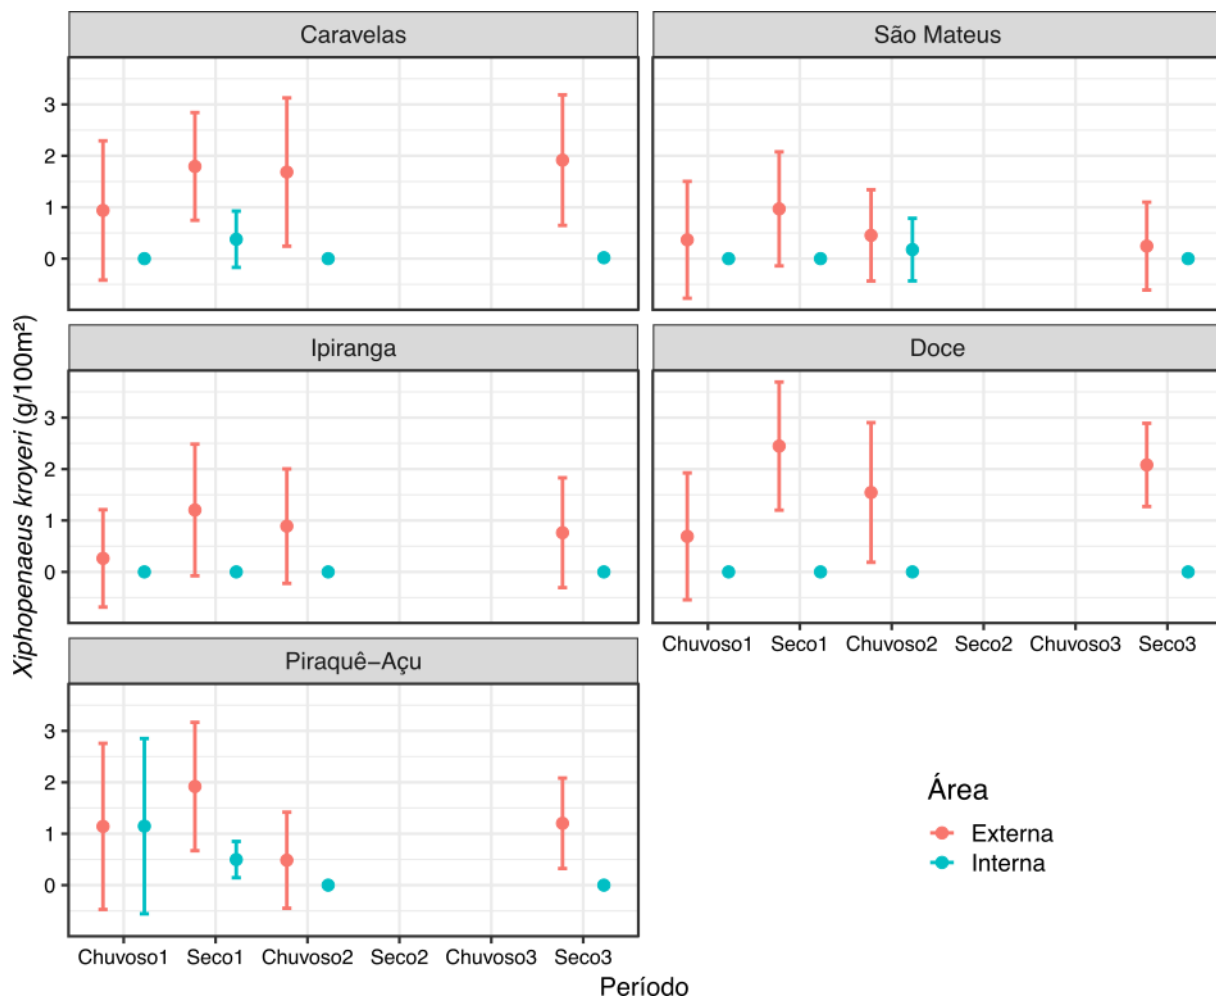 Caravelas
São Mateus
3
2
1
0
Ipiranga
Doce
3
2
1
0
Chuvoso1 Seco1 Chuvoso2 Seco2 Chuvoso3 Seco3
Piraquê−Açu
3
2
1
0
Chuvoso1 Seco1 Chuvoso2 Seco2 Chuvoso3 Seco3
Período
Xiphopenaeus kroyeri (g/100m²)
Área
Externa
Interna